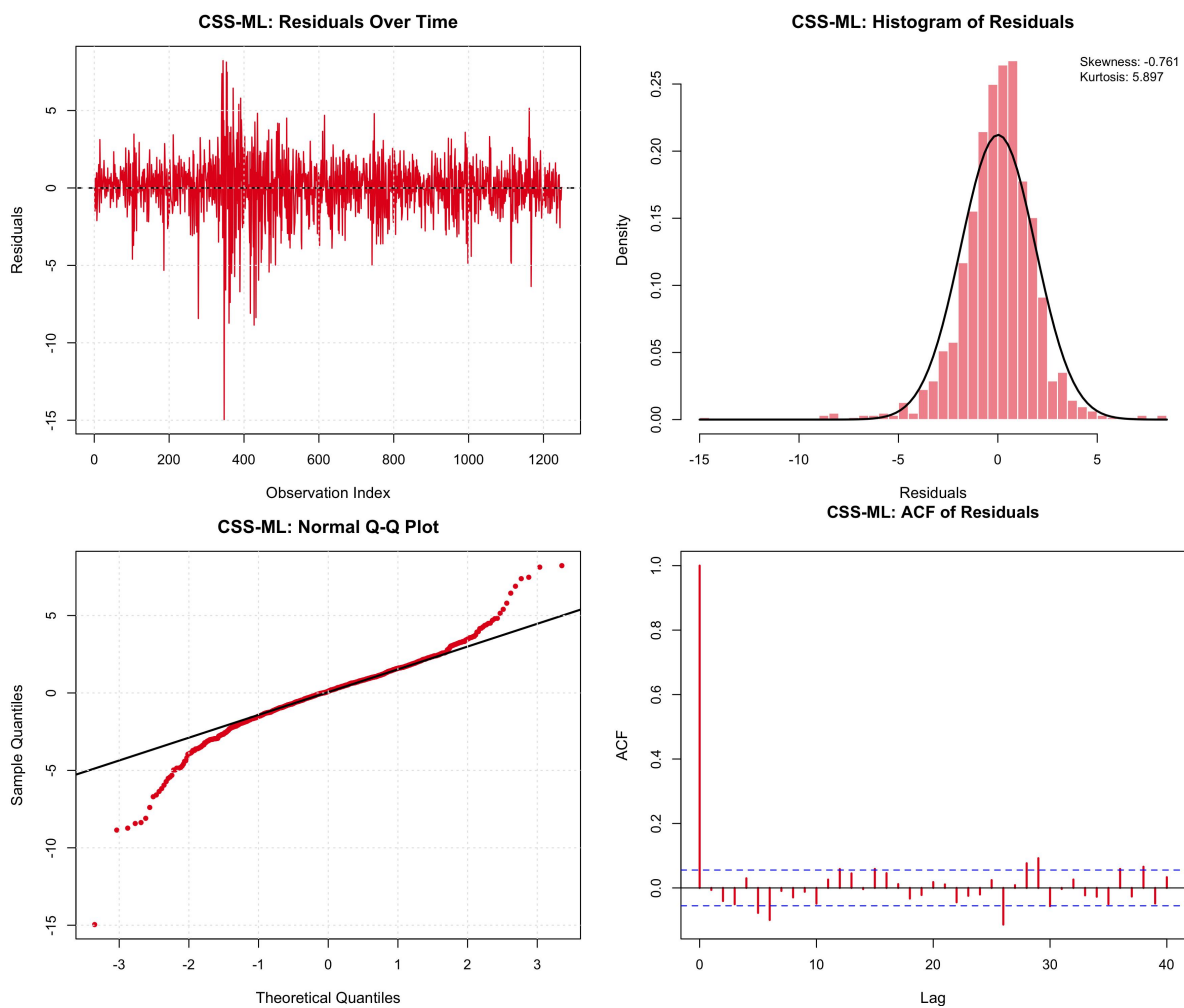 CSS-ML: Residuals Over Time
Residuals
5
0
-5
-10
-15
0 200 400 600 800 1000 1200
Observation Index
CSS-ML: Histogram of Residuals
Skewness: -0.761
Kurtosis: 5.897
Density
0.25
0.20
0.15
0.10
0.05
0.00
-15 -10 -5 0 5
Residuals
CSS-ML: Normal Q-Q Plot
Sample Quantiles
5
0
-5
-10
-15
-3 -2 -1 0 1 2 3
Theoretical Quantiles
CSS-ML: ACF of Residuals
ACF
1.0
0.8
0.6
0.4
0.2
0.0
0 10 20 30 40
Lag